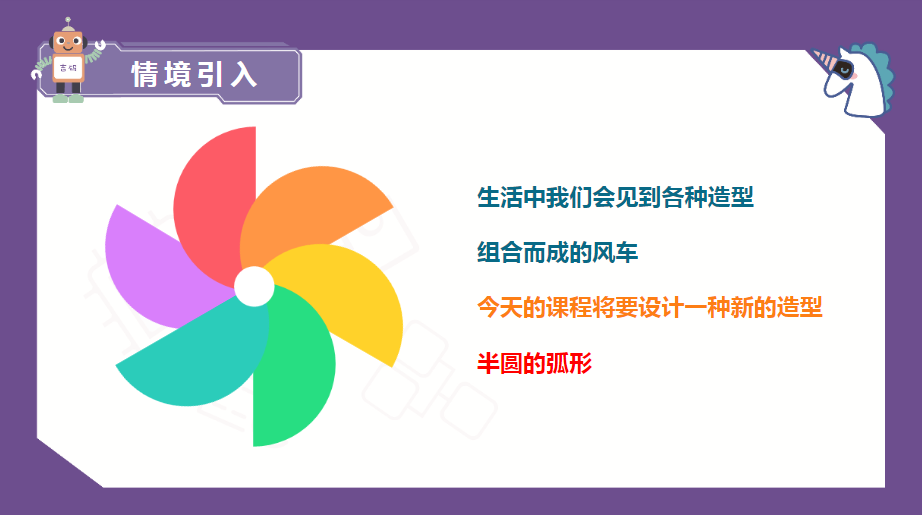 情境引入
生活中我们会见到各种造型
组合而成的风车
今天的课程将要设计一种新的造型
半圆的弧形